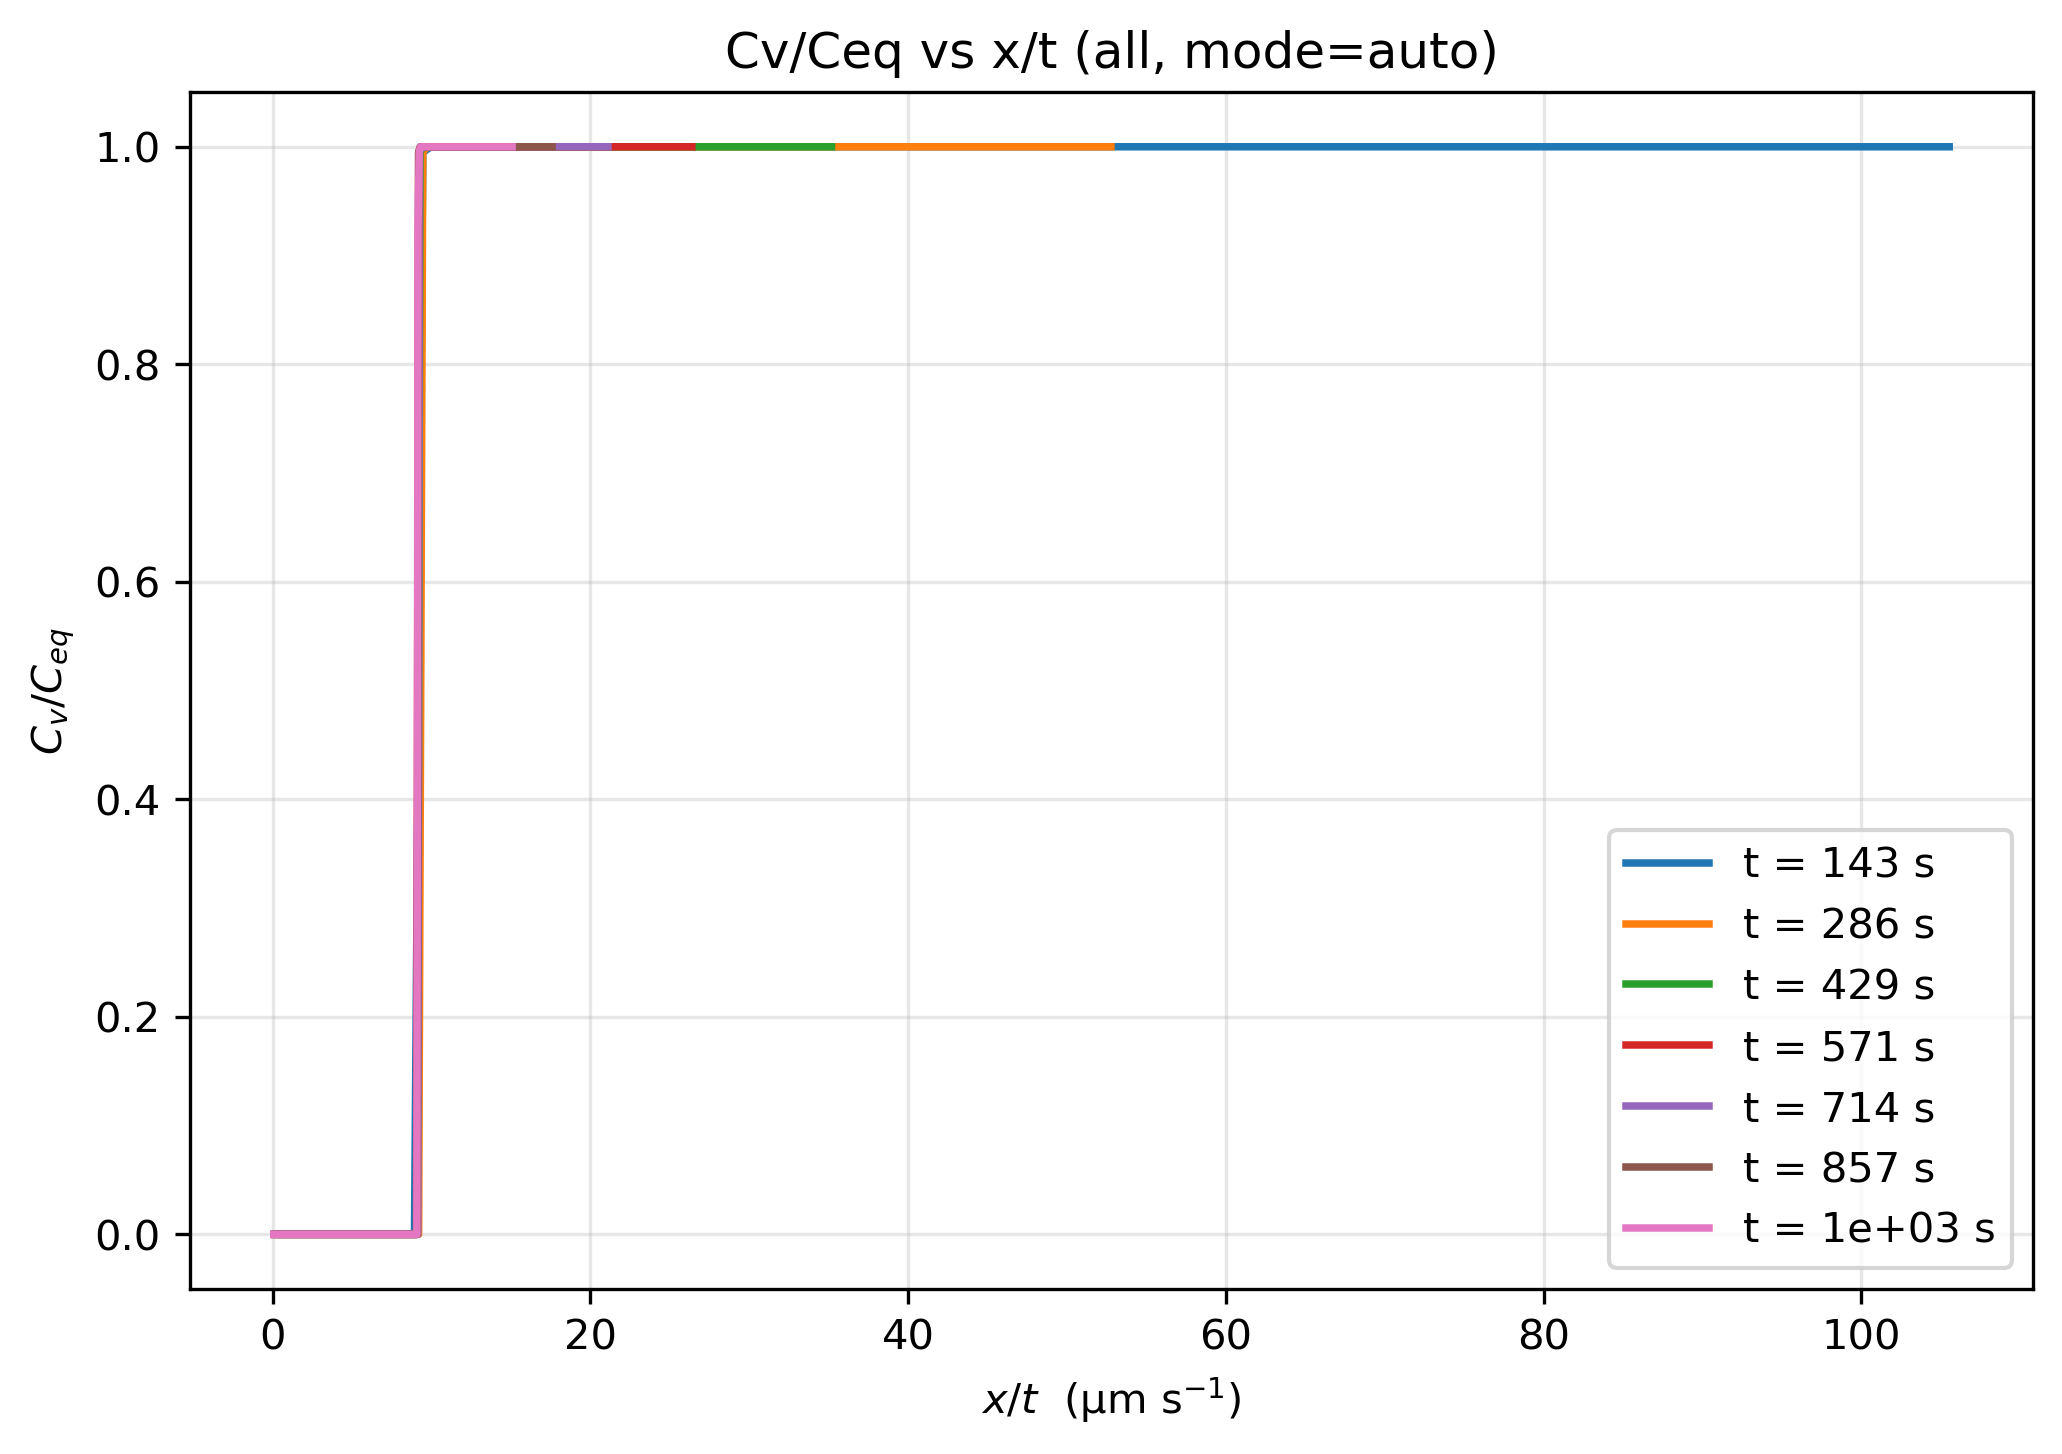 Cv/Ceq vs x/t (all, mode=auto)
1.0
0.8
0.6
0.4
0.2
0.0
C_v/C_eq
0 20 40 60 80 100
x/t (μm s⁻¹)
t = 143 s
t = 286 s
t = 429 s
t = 571 s
t = 714 s
t = 857 s
t = 1e+03 s